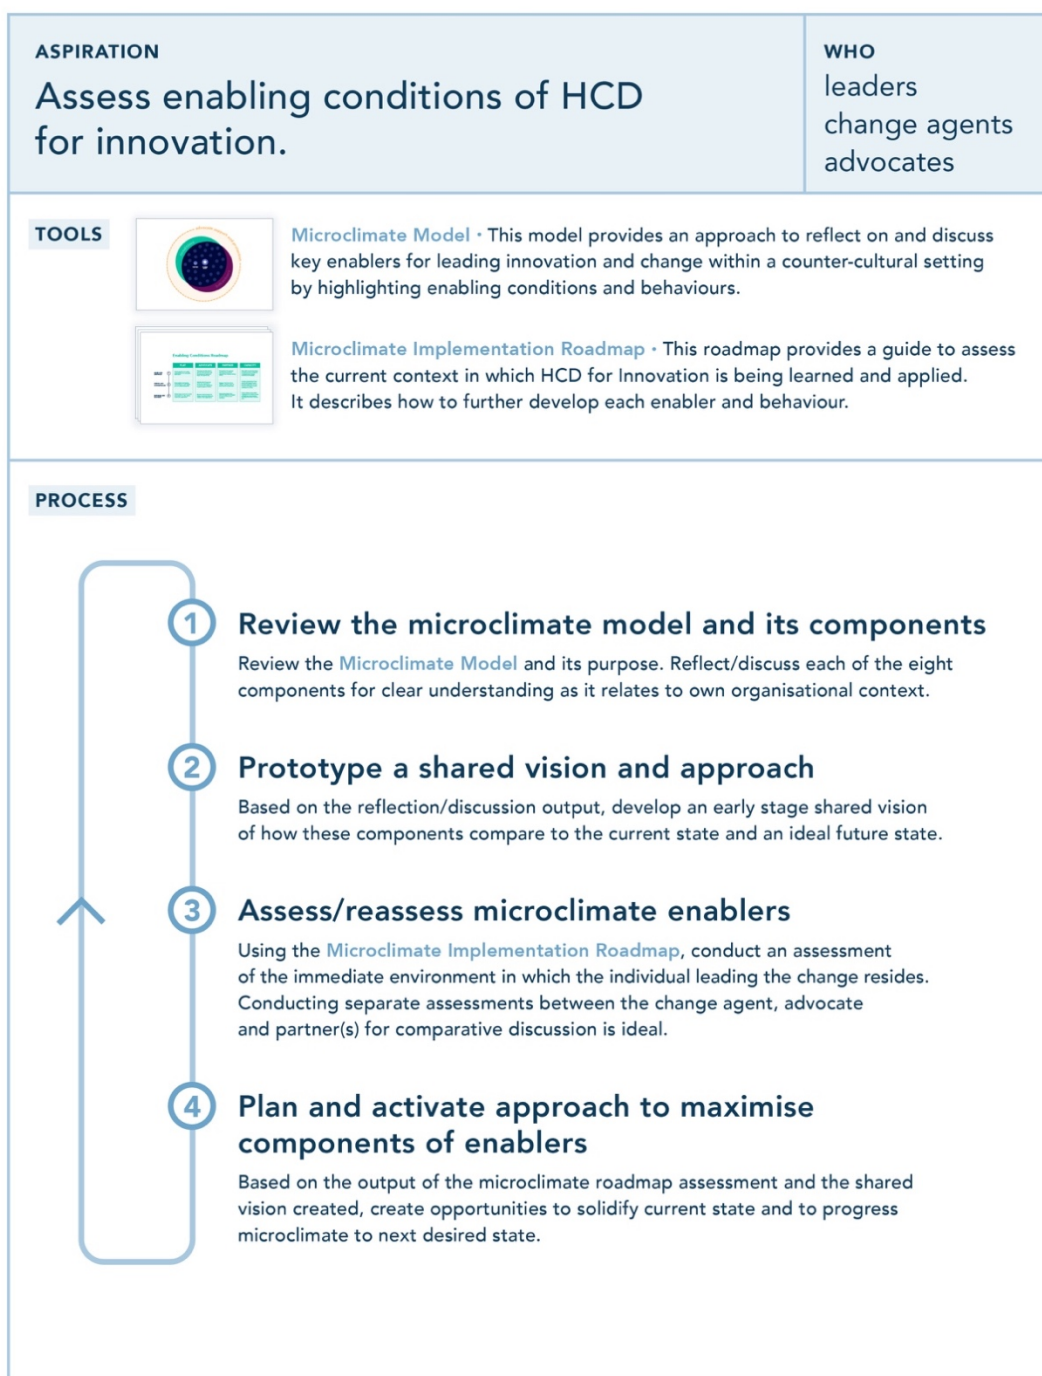 ASPIRATION
Assess enabling conditions of HCD
for innovation.
WHO
leaders
change agents
advocates
TOOLS
Microclimate Model · This model provides an approach to reflect on and discuss
key enablers for leading innovation and change within a counter-cultural setting
by highlighting enabling conditions and behaviours.
Enabling Conditions Roadmap
Microclimate Implementation Roadmap · This roadmap provides a guide to assess
the current context in which HCD for Innovation is being learned and applied.
It describes how to further develop each enabler and behaviour.
PROCESS
1
Review the microclimate model and its components
Review the Microclimate Model and its purpose. Reflect/discuss each of the eight
components for clear understanding as it relates to own organisational context.
2
Prototype a shared vision and approach
Based on the reflection/discussion output, develop an early stage shared vision
of how these components compare to the current state and an ideal future state.
3
Assess/reassess microclimate enablers
Using the Microclimate Implementation Roadmap, conduct an assessment
of the immediate environment in which the individual leading the change resides.
Conducting separate assessments between the change agent, advocate
and partner(s) for comparative discussion is ideal.
4
Plan and activate approach to maximise
components of enablers
Based on the output of the microclimate roadmap assessment and the shared
vision created, create opportunities to solidify current state and to progress
microclimate to next desired state.